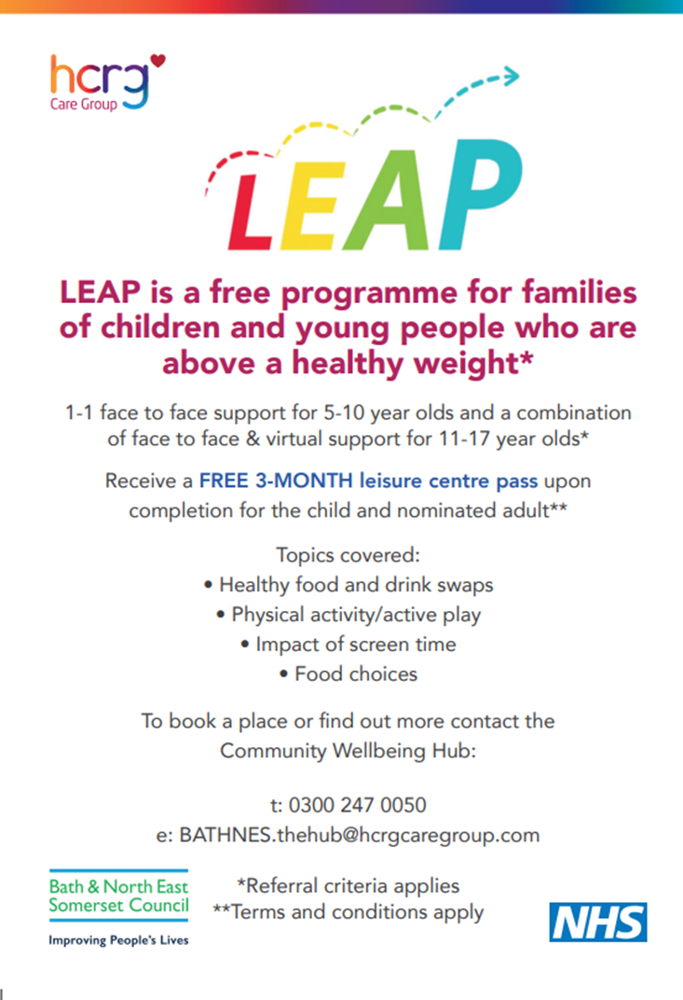 hcrg
Care Group
LEAP
LEAP is a free programme for families
of children and young people who are
above a healthy weight*
1-1 face to face support for 5-10 year olds and a combination
of face to face & virtual support for 11-17 year olds*
Receive a FREE 3-MONTH leisure centre pass upon
completion for the child and nominated adult**
Topics covered:
• Healthy food and drink swaps
• Physical activity/active play
• Impact of screen time
• Food choices
To book a place or find out more contact the
Community Wellbeing Hub:
t: 0300 247 0050
e: BATHNES.thehub@hcrgcaregroup.com
*Referral criteria applies
**Terms and conditions apply
Bath & North East
Somerset Council
Improving People's Lives
NHS